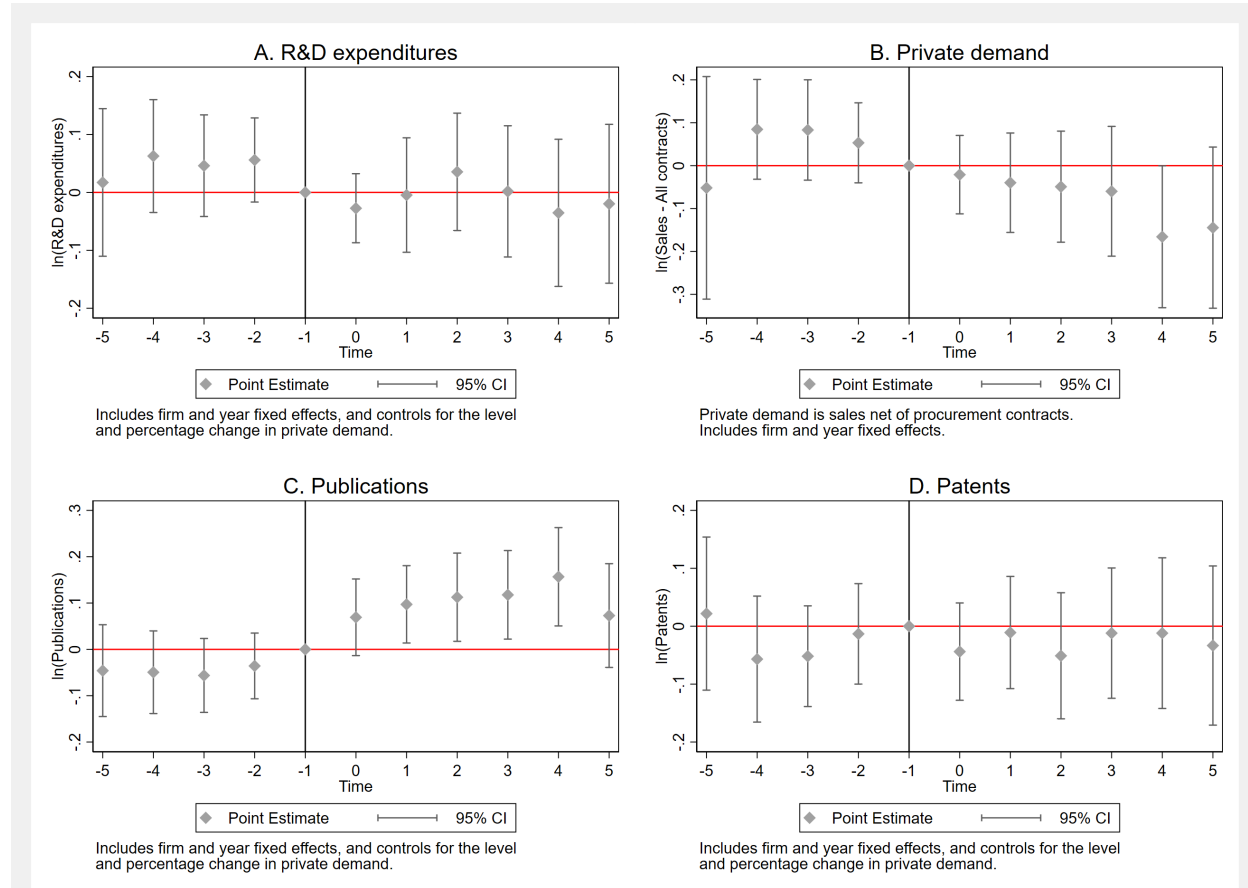 A. R&D expenditures
ln(R&D expenditures)
.2
.1
0
-.1
-.2
-5 -4 -3 -2 -1 0 1 2 3 4 5
Time
Point Estimate 95% CI
Includes firm and year fixed effects, and controls for the level
and percentage change in private demand.
B. Private demand
ln(Sales - All contracts)
.2
.1
0
-.1
-.2
-.3
-5 -4 -3 -2 -1 0 1 2 3 4 5
Time
Point Estimate 95% CI
Private demand is sales net of procurement contracts.
Includes firm and year fixed effects.
C. Publications
ln(Publications)
.3
.2
.1
0
-.1
-.2
-5 -4 -3 -2 -1 0 1 2 3 4 5
Time
Point Estimate 95% CI
Includes firm and year fixed effects, and controls for the level
and percentage change in private demand.
D. Patents
ln(Patents)
.2
.1
0
-.1
-.2
-5 -4 -3 -2 -1 0 1 2 3 4 5
Time
Point Estimate 95% CI
Includes firm and year fixed effects, and controls for the level
and percentage change in private demand.